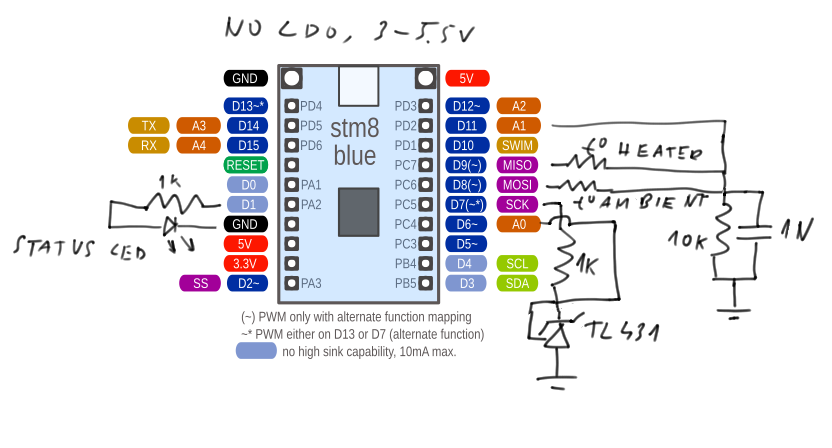 NO LDO, 3-5.5V
GND 5V
D13~* PD4 PD3 D12~ A2
TX A3 D14 PD5 PD2 D11 A1
RX A4 D15 PD6 PD1 D10 SWIM
stm8
blue
RESET PC7 D9(~) MISO
TO HEATER
D0 PA1 PC6 D8(~) MOSI
1K
D1 PA2 PC5 D7(~*) SCK
TO AMBIENT
GND PC4 D6~ A0
STATUS LED
10K 1N
5V PC3 D5~
3.3V PB4 D4 SCL
1K
SS D2~ PA3 PB5 D3 SDA
(~) PWM only with alternate function mapping
~* PWM either on D13 or D7 (alternate function)
no high sink capability, 10mA max.
TL431